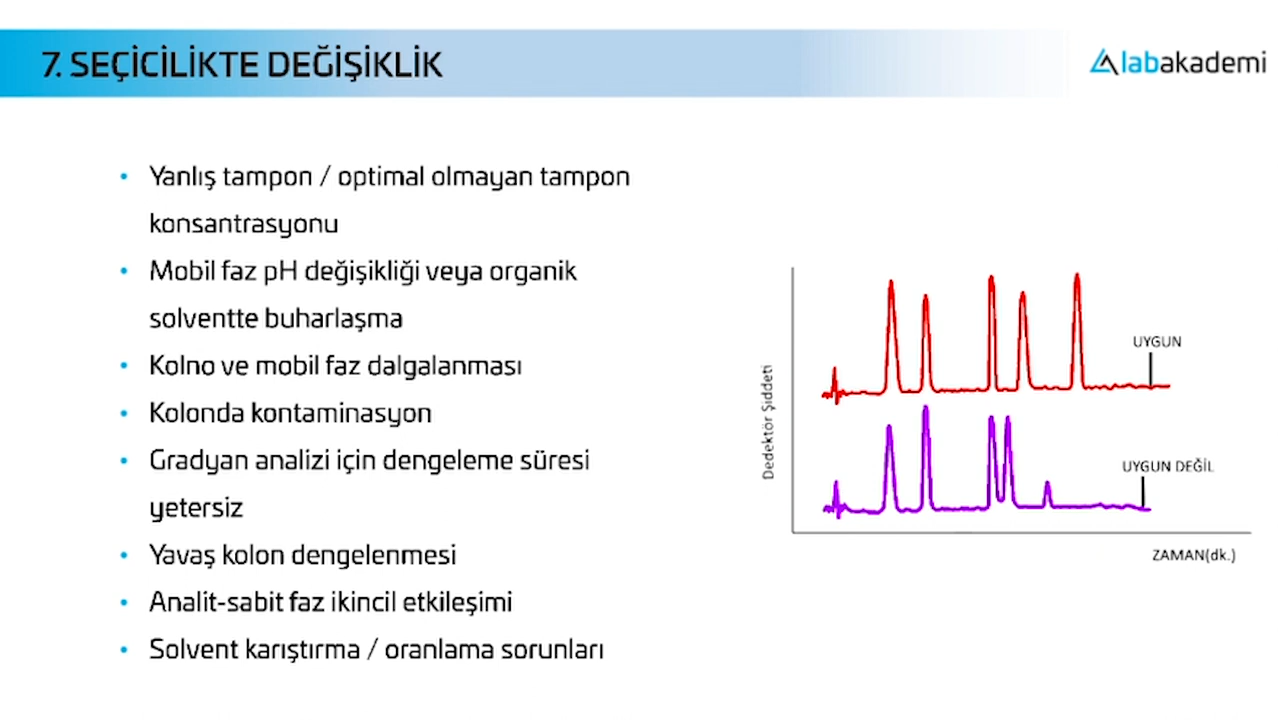 7. SEÇİCİLİKTE DEĞİŞİKLİK
labakademi
• Yanlış tampon / optimal olmayan tampon
konsantrasyonu
• Mobil faz pH değişikliği veya organik
solventte buharlaşma
• Kolno ve mobil faz dalgalanması
• Kolonda kontaminasyon
• Gradyan analizi için dengeleme süresi
yetersiz
• Yavaş kolon dengelenmesi
• Analit-sabit faz ikincil etkileşimi
• Solvent karıştırma / oranlama sorunları
Dedektör Şiddeti
UYGUN
UYGUN DEĞİL
ZAMAN(dk.)